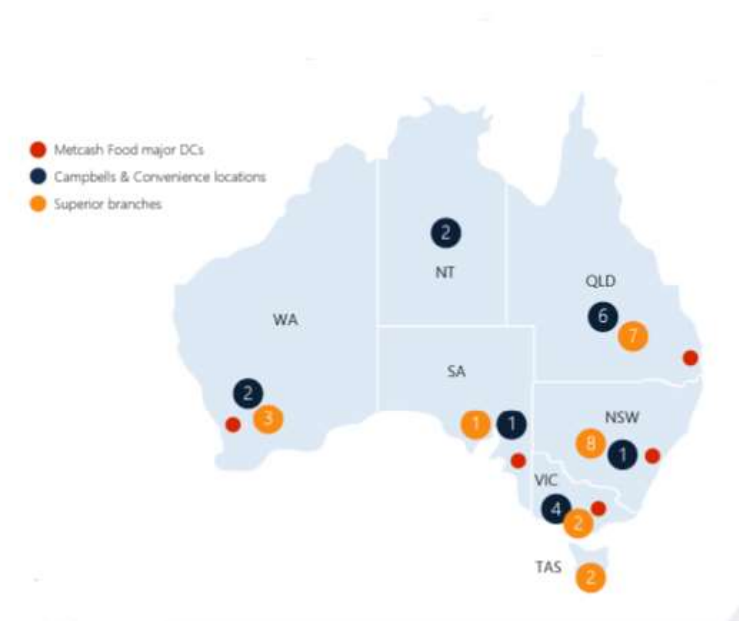 Metcash Food major DCs
Campbells & Convenience locations
Superior branches
2
NT
QLD
6
7
WA
SA
2
3
1
1
NSW
8
1
VIC
4
2
TAS
2